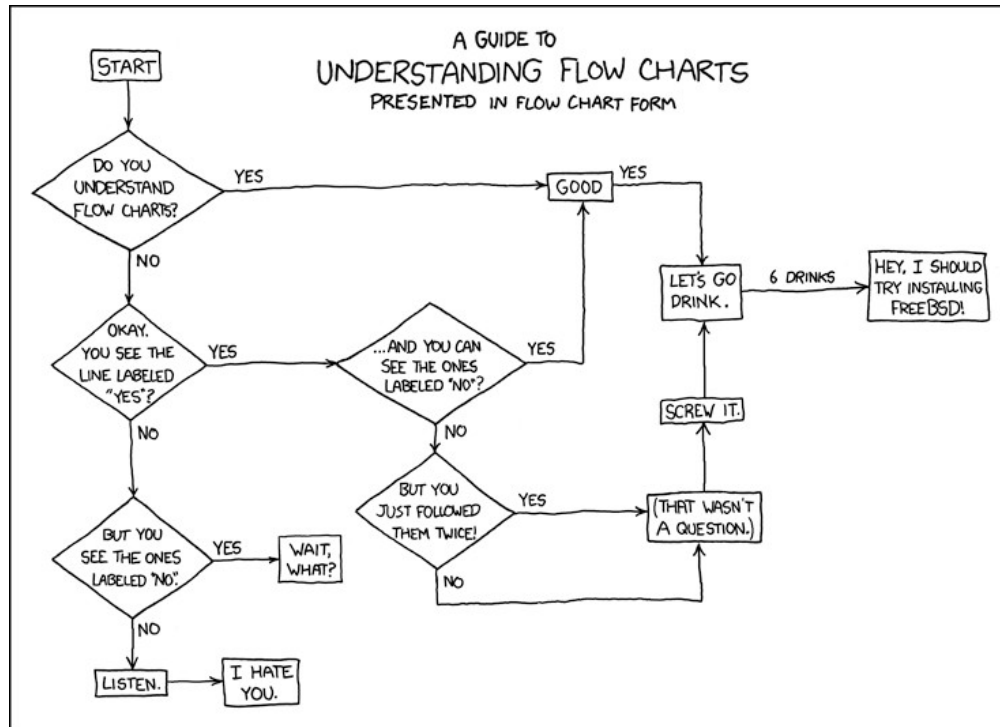 A GUIDE TO
UNDERSTANDING FLOW CHARTS
PRESENTED IN FLOW CHART FORM
START
DO YOU
UNDERSTAND
FLOW CHARTS?
YES
GOOD
YES
NO
LET'S GO
DRINK.
6 DRINKS
HEY, I SHOULD
TRY INSTALLING
FREEBSD!
OKAY.
YOU SEE THE
LINE LABELED
"YES"?
YES
...AND YOU CAN
SEE THE ONES
LABELED "NO"?
YES
SCREW IT.
NO
NO
BUT YOU
JUST FOLLOWED
THEM TWICE!
YES
(THAT WASN'T
A QUESTION.)
NO
BUT YOU
SEE THE ONES
LABELED "NO".
YES
WAIT,
WHAT?
NO
LISTEN.
I HATE
YOU.